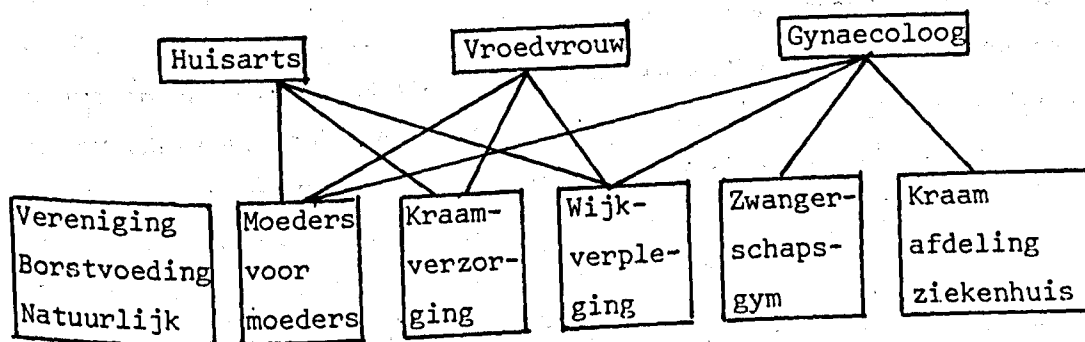 Huisarts
Vroedvrouw
Gynaecoloog
Vereniging
Borstvoeding
Natuurlijk
Moeders
voor
moeders
Kraam-
verzor-
ging
Wijk-
verple-
ging
Zwanger-
schaps-
gym
Kraam
afdeling
ziekenhuis